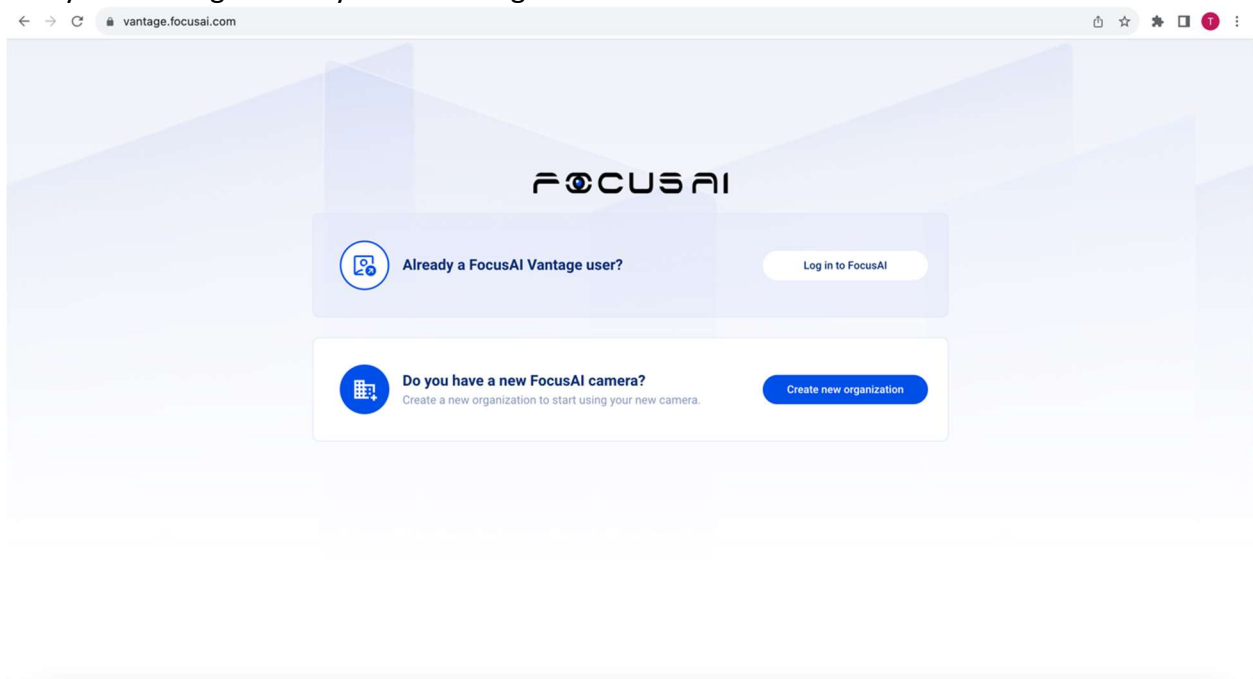 vantage.focusai.com
T
FOCUSAI
Already a FocusAI Vantage user?
Log in to FocusAI
Do you have a new FocusAI camera?
Create a new organization to start using your new camera.
Create new organization